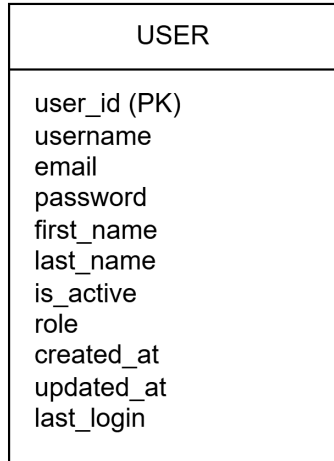 USER
user_id (PK)
username
email
password
first_name
last_name
is_active
role
created_at
updated_at
last_login